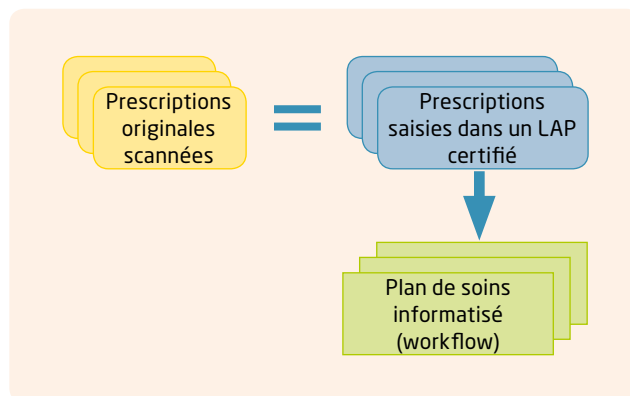 Prescriptions
originales
scannées
Prescriptions
saisies dans un LAP
certifié
Plan de soins
informatisé
(workflow)